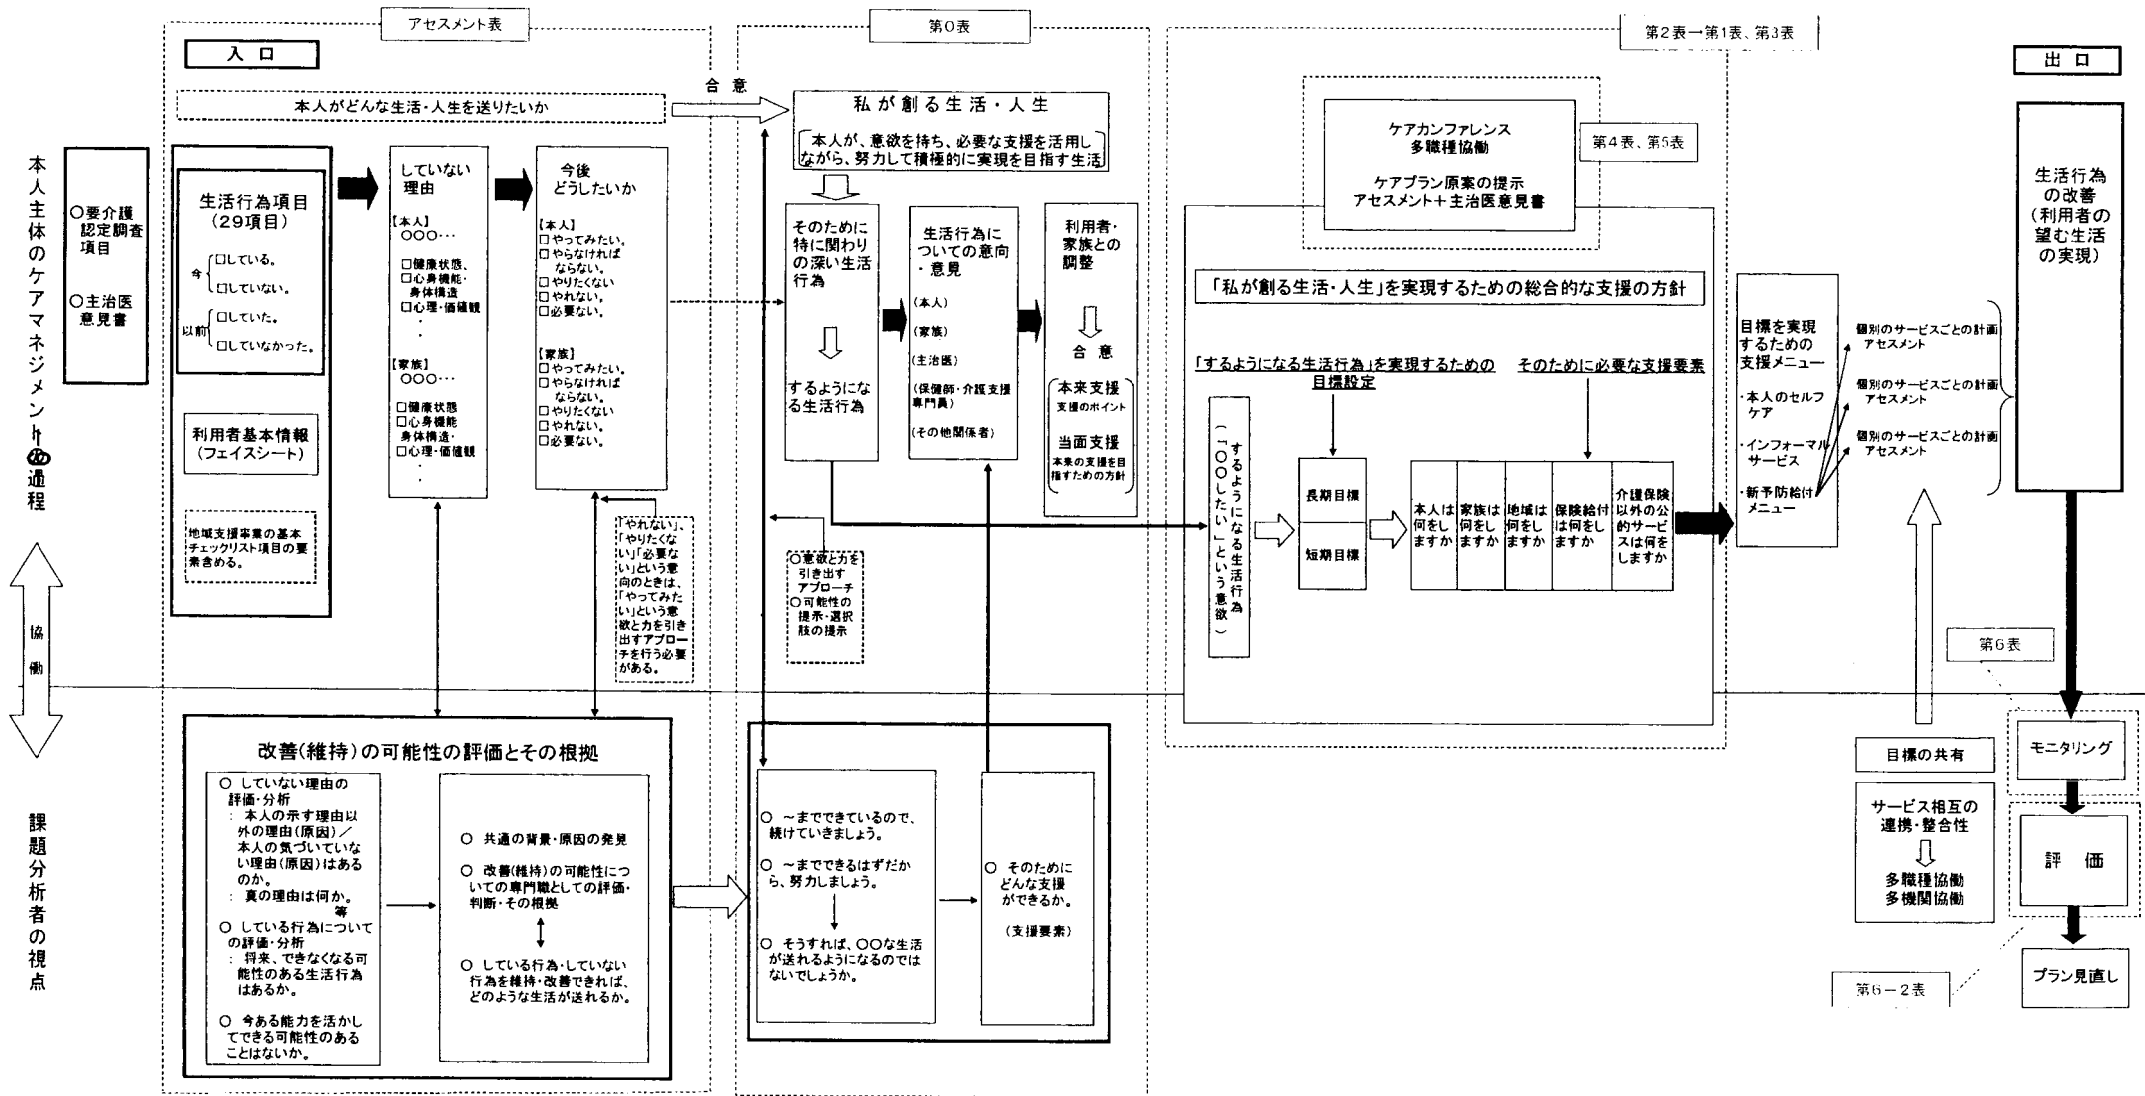 アセスメント表
第0表
第2表→第1表、第3表
入 口
出 口
合 意
本人がどんな生活・人生を送りたいか
私 が 創 る 生 活 ・ 人 生
本人が、意欲を持ち、必要な支援を活用し
ながら、努力して積極的に実現を目指す生活
ケアカンファレンス
多職種協働
ケアプラン原案の提示
アセスメント+主治医意見書
第4表、第5表
本人主体のケアマネジメント
過程
○要介護
認定調査
項目
○主治医
意見書
生活行為項目
(29項目)
今
□している。
□していない。
以前
□していた。
□していなかった。
利用者基本情報
(フェイスシート)
地域支援事業の基本
チェックリスト項目の要
素含める。
していない
理由
【本人】
○○○・・・
□健康状態、
□心身機能・
身体構造
□心理・価値観
・
・
【家族】
○○○・・・
□健康状態
□心身機能
身体構造・
□心理・価値観
・
・
今後
どうしたいか
【本人】
□やってみたい。
□やらなければ
ならない。
□やりたくない
□やれない。
□必要ない。
【家族】
□やってみたい。
□やらなければ
ならない。
□やりたくない
□やれない。
□必要ない。
「やれない」、
「やりたくな
い」「必要な
い」という意
向のときは、
「やってみた
い」という意
欲と力を引き
出すアプロー
チを行う必要
がある。
そのために
特に関わり
の深い生活
行為
するようにな
る生活行為
生活行為に
ついての意向
・意見
(本人)
(家族)
(主治医)
(保健師・介護支援
専門員)
(その他関係者)
利用者・
家族との
調整
合 意
本来支援
支援のポイント
当面支援
本来の支援を目
指すための方針
○意欲と力を
引き出す
アプローチ
○可能性の
提示・選択
肢の提示
「私が創る生活・人生」を実現するための総合的な支援の方針
「するようになる生活行為」を実現するための
目標設定
そのために必要な支援要素
するようになる生活行為
(「○○したい」という意欲)
長期目標
短期目標
本人は
何をし
ますか
家族は
何をし
ますか
地域は
何をし
ますか
保険給付
は何をし
ますか
介護保険
以外の公
的サービ
スは何を
しますか
目標を実現
するための
支援メニュー
・本人のセルフ
ケア
・インフォーマル
サービス
・新予防給付
メニュー
個別のサービスごとの計画
アセスメント
個別のサービスごとの計画
アセスメント
個別のサービスごとの計画
アセスメント
生活行為
の改善
(利用者の
望む生活
の実現)
協
働
課題分析者の視点
改善(維持)の可能性の評価とその根拠
○ していない理由の
評価・分析
: 本人の示す理由以
外の理由(原因)/
本人の気づいていな
い理由(原因)はある
のか。
: 真の理由は何か。
等
○ している行為について
の評価・分析
: 将来、できなくなる可
能性のある生活行為
はあるか。
○ 今ある能力を活かし
てできる可能性のある
ことはないか。
○ 共通の背景・原因の発見
○ 改善(維持)の可能性につ
いての専門職としての評価・
判断・その根拠
○ している行為・していない
行為を維持・改善できれば、
どのような生活が送れるか。
○ ～までできているので、
続けていきましょう。
○ ～までできるはずだか
ら、努力しましょう。
○ そうすれば、○○な生活
が送れるようになるのでは
ないでしょうか。
○ そのために
どんな支援
ができるか。
(支援要素)
目標の共有
サービス相互の
連携・整合性
多職種協働
多機関協働
第6表
モニタリング
評 価
第6－2表
プラン見直し